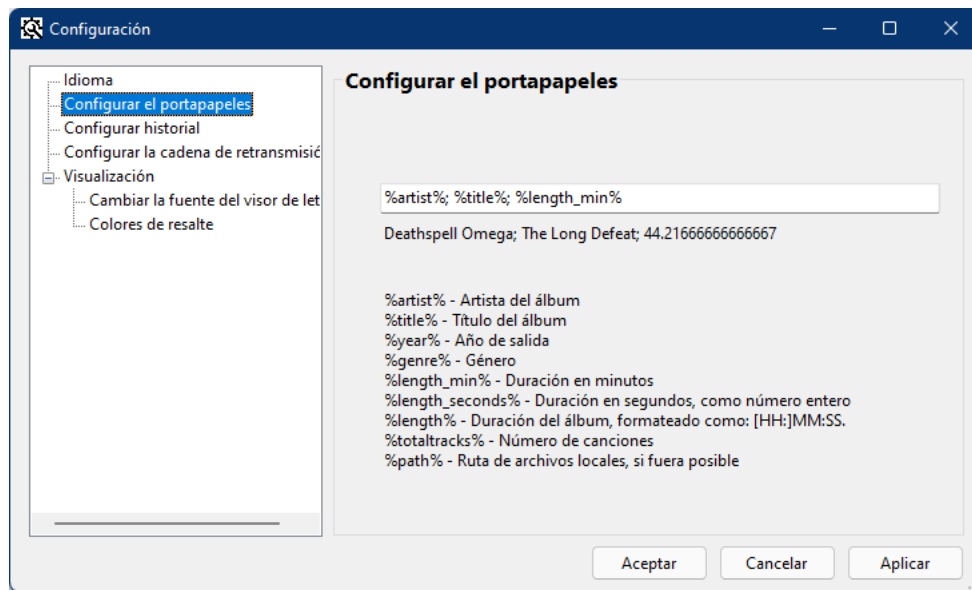 Configuración
Idioma
Configurar el portapapeles
Configurar historial
Configurar la cadena de retransmisió
Visualización
Cambiar la fuente del visor de let
Colores de resalte
Configurar el portapapeles
%artist%; %title%; %length_min%
Deathspell Omega; The Long Defeat; 44.21666666666667
%artist% - Artista del álbum
%title% - Título del álbum
%year% - Año de salida
%genre% - Género
%length_min% - Duración en minutos
%length_seconds% - Duración en segundos, como número entero
%length% - Duración del álbum, formateado como: [HH:]MM:SS.
%totaltracks% - Número de canciones
%path% - Ruta de archivos locales, si fuera posible
Aceptar
Cancelar
Aplicar